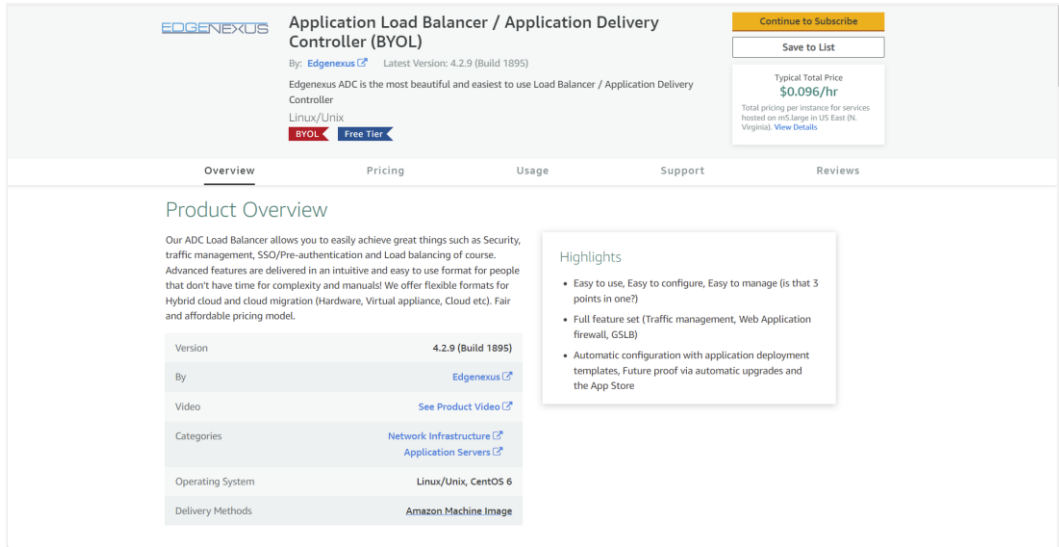 EDGENEXUS
Application Load Balancer / Application Delivery
Controller (BYOL)
By: Edgenexus Latest Version: 4.2.9 (Build 1895)
Edgenexus ADC is the most beautiful and easiest to use Load Balancer / Application Delivery
Controller
Linux/Unix
BYOL Free Tier
Continue to Subscribe
Save to List
Typical Total Price
$0.096/hr
Total pricing per instance for services
hosted on m5.large in US East (N.
Virginia). View Details
Overview Pricing Usage Support Reviews
Product Overview
Our ADC Load Balancer allows you to easily achieve great things such as Security,
traffic management, SSO/Pre-authentication and Load balancing of course.
Advanced features are delivered in an intuitive and easy to use format for people
that don't have time for complexity and manuals! We offer flexible formats for
Hybrid cloud and cloud migration (Hardware, Virtual appliance, Cloud etc). Fair
and affordable pricing model.
Version 4.2.9 (Build 1895)
By Edgenexus
Video See Product Video
Categories Network Infrastructure
Application Servers
Operating System Linux/Unix, CentOS 6
Delivery Methods Amazon Machine Image
Highlights
• Easy to use, Easy to configure, Easy to manage (is that 3
points in one?)
• Full feature set (Traffic management, Web Application
firewall, GSLB)
• Automatic configuration with application deployment
templates, Future proof via automatic upgrades and
the App Store